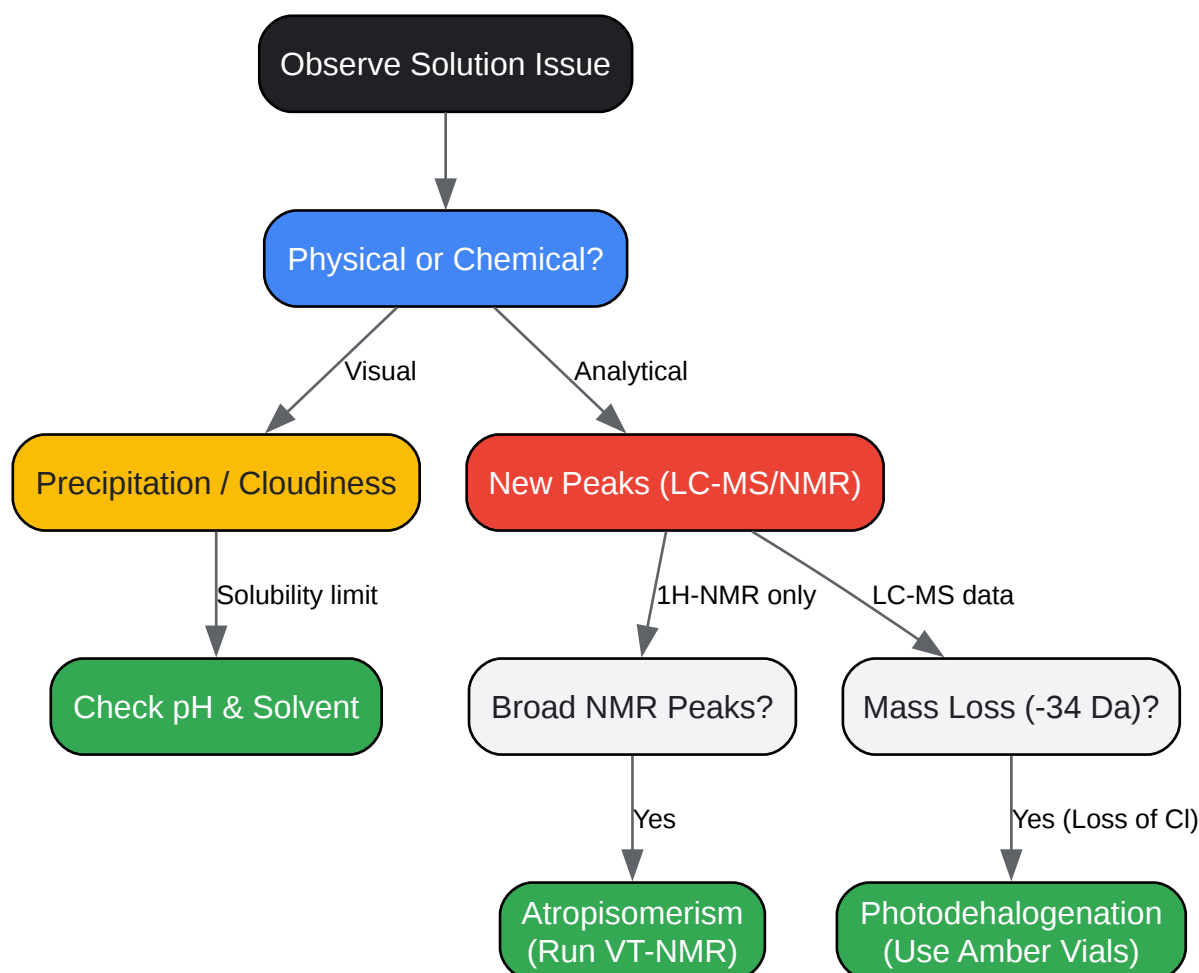 Observe Solution Issue
Physical or Chemical?
Visual
Analytical
Precipitation / Cloudiness
New Peaks (LC-MS/NMR)
Solubility limit
1H-NMR only
LC-MS data
Check pH & Solvent
Broad NMR Peaks?
Mass Loss (-34 Da)?
Yes
Yes (Loss of Cl)
Atropisomerism
(Run VT-NMR)
Photodehalogenation
(Use Amber Vials)